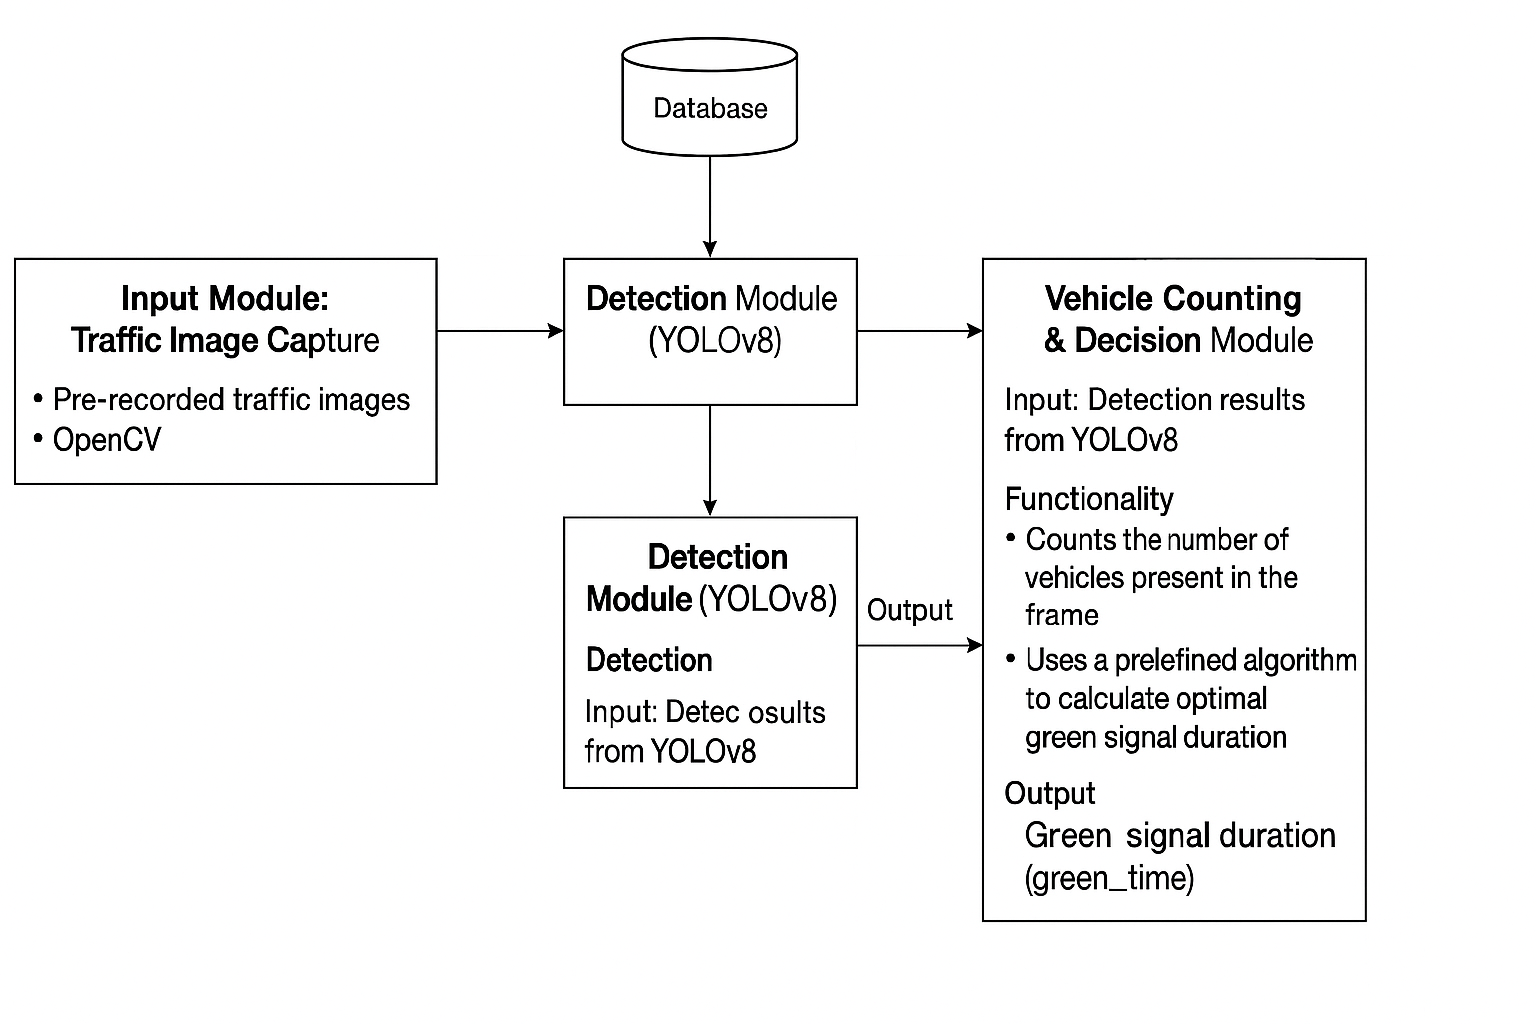 Database
Input Module:
Traffic Image Capture
• Pre-recorded traffic images
• OpenCV
Detection Module
(YOLOv8)
Detection
Module (YOLOv8)
Detection
Input: Detec osults
from YOLOv8
Output
Vehicle Counting
& Decision Module
Input: Detection results
from YOLOv8
Functionality
• Counts the number of
vehicles present in the
frame
• Uses a prelefined algorithm
to calculate optimal
green signal duration
Output
Green signal duration
(green_time)